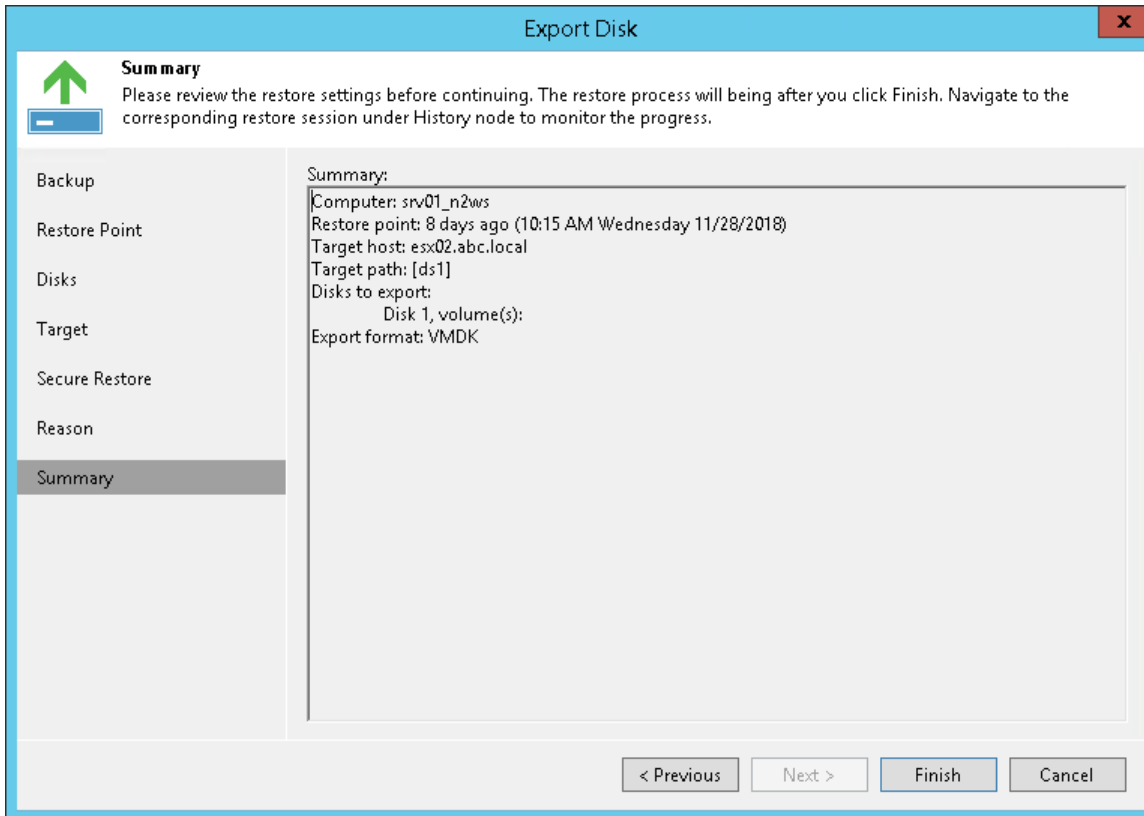 Export Disk
x
Summary
Please review the restore settings before continuing. The restore process will being after you click Finish. Navigate to the
corresponding restore session under History node to monitor the progress.
Backup
Restore Point
Disks
Target
Secure Restore
Reason
Summary
Summary:
Computer: srv01_n2ws
Restore point: 8 days ago (10:15 AM Wednesday 11/28/2018)
Target host: esx02.abc.local
Target path: [ds1]
Disks to export:
Disk 1, volume(s):
Export format: VMDK
< Previous
Next >
Finish
Cancel